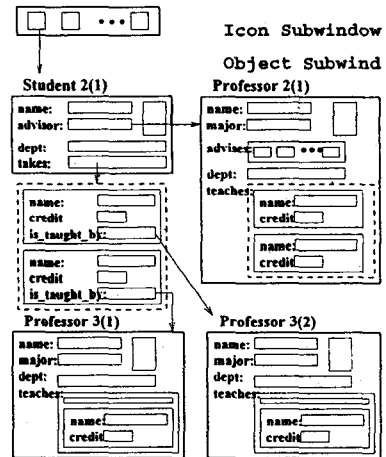 Icon Subwindow
Object Subwind
Student 2(1)
name:
advisor:
dept:
takes:
Professor 2(1)
name:
major:
advises
dept:
teaches:
name:
credit
name:
credit
name:
credit
is_taught_by:
name:
credit
is_taught_by:
Professor 3(1)
name:
major:
dept:
teaches:
name:
credit
Professor 3(2)
name:
major:
dept:
teaches:
name:
credit